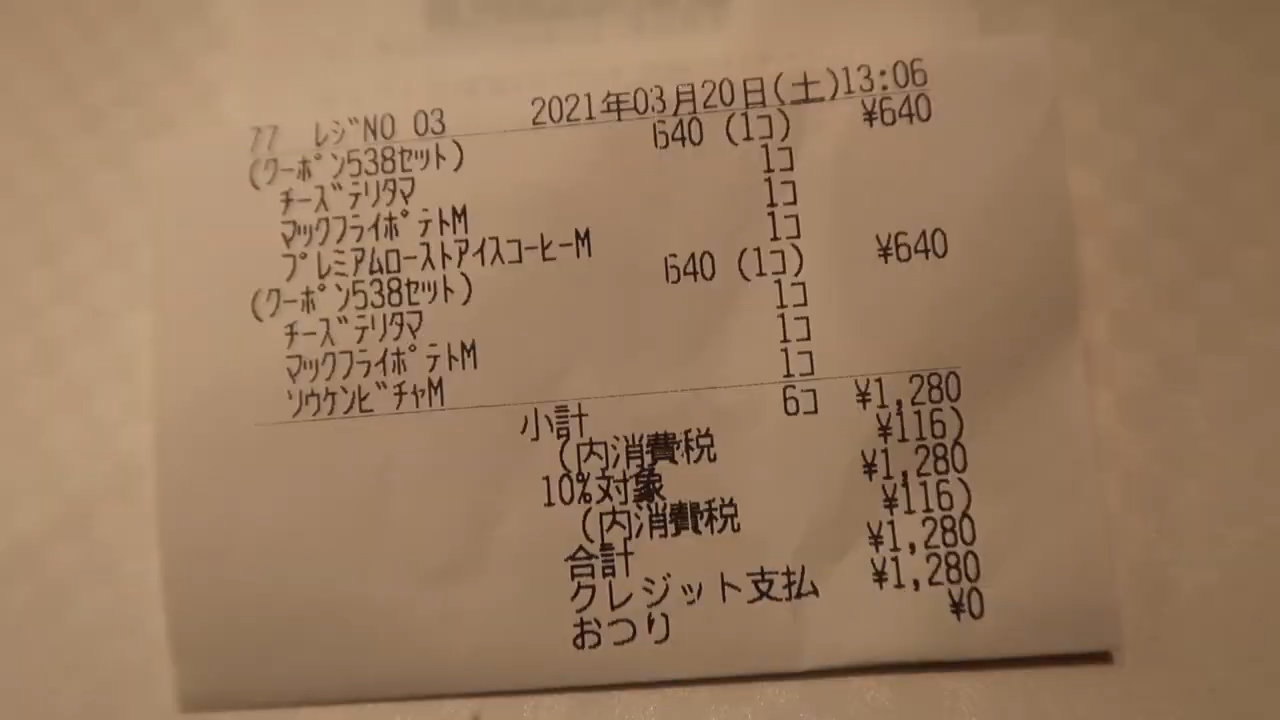 77 ﾚｼﾞNO 03 2021年03月20日(土)13:06
(ｸｰﾎﾟﾝ538ｾｯﾄ) 640 (1ｺ) ¥640
ﾁｰｽﾞﾃﾘﾀﾏ 1ｺ
ﾏｯｸﾌﾗｲﾎﾟﾃﾄM 1ｺ
ﾌﾟﾚﾐｱﾑﾛｰｽﾄｱｲｽｺｰﾋｰM 1ｺ
(ｸｰﾎﾟﾝ538ｾｯﾄ) 640 (1ｺ) ¥640
ﾁｰｽﾞﾃﾘﾀﾏ 1ｺ
ﾏｯｸﾌﾗｲﾎﾟﾃﾄM 1ｺ
ｿｳｹﾝﾋﾞﾁｬM 1ｺ
小計 6ｺ ¥1,280
(内消費税 ¥116)
10%対象 ¥1,280
(内消費税 ¥116)
合計 ¥1,280
クレジット支払 ¥1,280
おつり ¥0